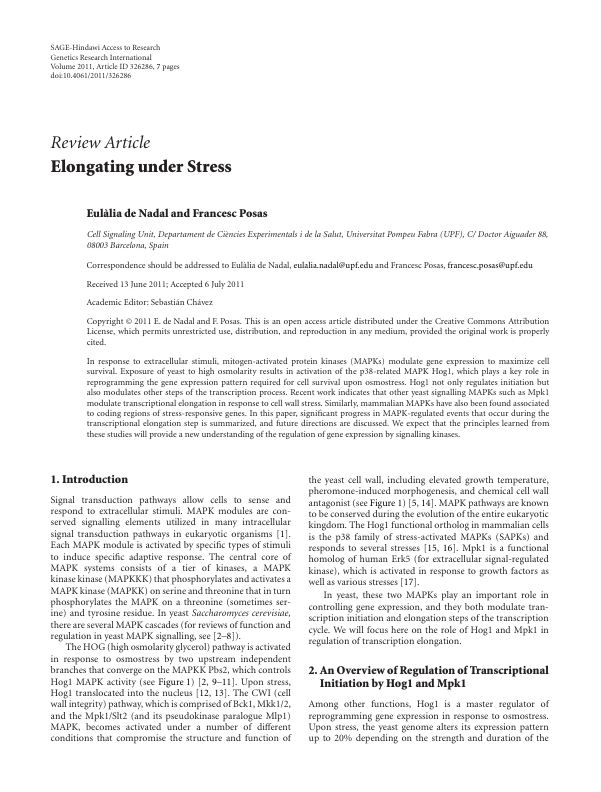 SAGE-Hindawi Access to Research
Genetics Research International
Volume 2011, Article ID 326286, 7 pages
doi:10.4061/2011/326286
Review Article
Elongating under Stress
Eulàlia de Nadal and Francesc Posas
Cell Signaling Unit, Departament de Ciències Experimentals i de la Salut, Universitat Pompeu Fabra (UPF), C/ Doctor Aiguader 88,
08003 Barcelona, Spain
Correspondence should be addressed to Eulàlia de Nadal, eulalia.nadal@upf.edu and Francesc Posas, francesc.posas@upf.edu
Received 13 June 2011; Accepted 6 July 2011
Academic Editor: Sebastián Chávez
Copyright © 2011 E. de Nadal and F. Posas. This is an open access article distributed under the Creative Commons Attribution
License, which permits unrestricted use, distribution, and reproduction in any medium, provided the original work is properly
cited.
In response to extracellular stimuli, mitogen-activated protein kinases (MAPKs) modulate gene expression to maximize cell
survival. Exposure of yeast to high osmolarity results in activation of the p38-related MAPK Hog1, which plays a key role in
reprogramming the gene expression pattern required for cell survival upon osmostress. Hog1 not only regulates initiation but
also modulates other steps of the transcription process. Recent work indicates that other yeast signalling MAPKs such as Mpk1
modulate transcriptional elongation in response to cell wall stress. Similarly, mammalian MAPKs have also been found associated
to coding regions of stress-responsive genes. In this paper, significant progress in MAPK-regulated events that occur during the
transcriptional elongation step is summarized, and future directions are discussed. We expect that the principles learned from
these studies will provide a new understanding of the regulation of gene expression by signalling kinases.
1. Introduction
Signal transduction pathways allow cells to sense and
respond to extracellular stimuli. MAPK modules are con-
served signalling elements utilized in many intracellular
signal transduction pathways in eukaryotic organisms [1].
Each MAPK module is activated by specific types of stimuli
to induce specific adaptive response. The central core of
MAPK systems consists of a tier of kinases, a MAPK
kinase kinase (MAPKKK) that phosphorylates and activates a
MAPK kinase (MAPKK) on serine and threonine that in turn
phosphorylates the MAPK on a threonine (sometimes ser-
ine) and tyrosine residue. In yeast Saccharomyces cerevisiae,
there are several MAPK cascades (for reviews of function and
regulation in yeast MAPK signalling, see [2–8]).
The HOG (high osmolarity glycerol) pathway is activated
in response to osmostress by two upstream independent
branches that converge on the MAPKK Pbs2, which controls
Hog1 MAPK activity (see Figure 1) [2, 9–11]. Upon stress,
Hog1 translocated into the nucleus [12, 13]. The CWI (cell
wall integrity) pathway, which is comprised of Bck1, Mkk1/2,
and the Mpk1/Slt2 (and its pseudokinase paralogue Mlp1)
MAPK, becomes activated under a number of different
conditions that compromise the structure and function of
the yeast cell wall, including elevated growth temperature,
pheromone-induced morphogenesis, and chemical cell wall
antagonist (see Figure 1) [5, 14]. MAPK pathways are known
to be conserved during the evolution of the entire eukaryotic
kingdom. The Hog1 functional ortholog in mammalian cells
is the p38 family of stress-activated MAPKs (SAPKs) and
responds to several stresses [15, 16]. Mpk1 is a functional
homolog of human Erk5 (for extracellular signal-regulated
kinase), which is activated in response to growth factors as
well as various stresses [17].
In yeast, these two MAPKs play an important role in
controlling gene expression, and they both modulate tran-
scription initiation and elongation steps of the transcription
cycle. We will focus here on the role of Hog1 and Mpk1 in
regulation of transcription elongation.
2. An Overview of Regulation of Transcriptional
Initiation by Hog1 and Mpk1
Among other functions, Hog1 is a master regulator of
reprogramming gene expression in response to osmostress.
Upon stress, the yeast genome alters its expression pattern
up to 20% depending on the strength and duration of the